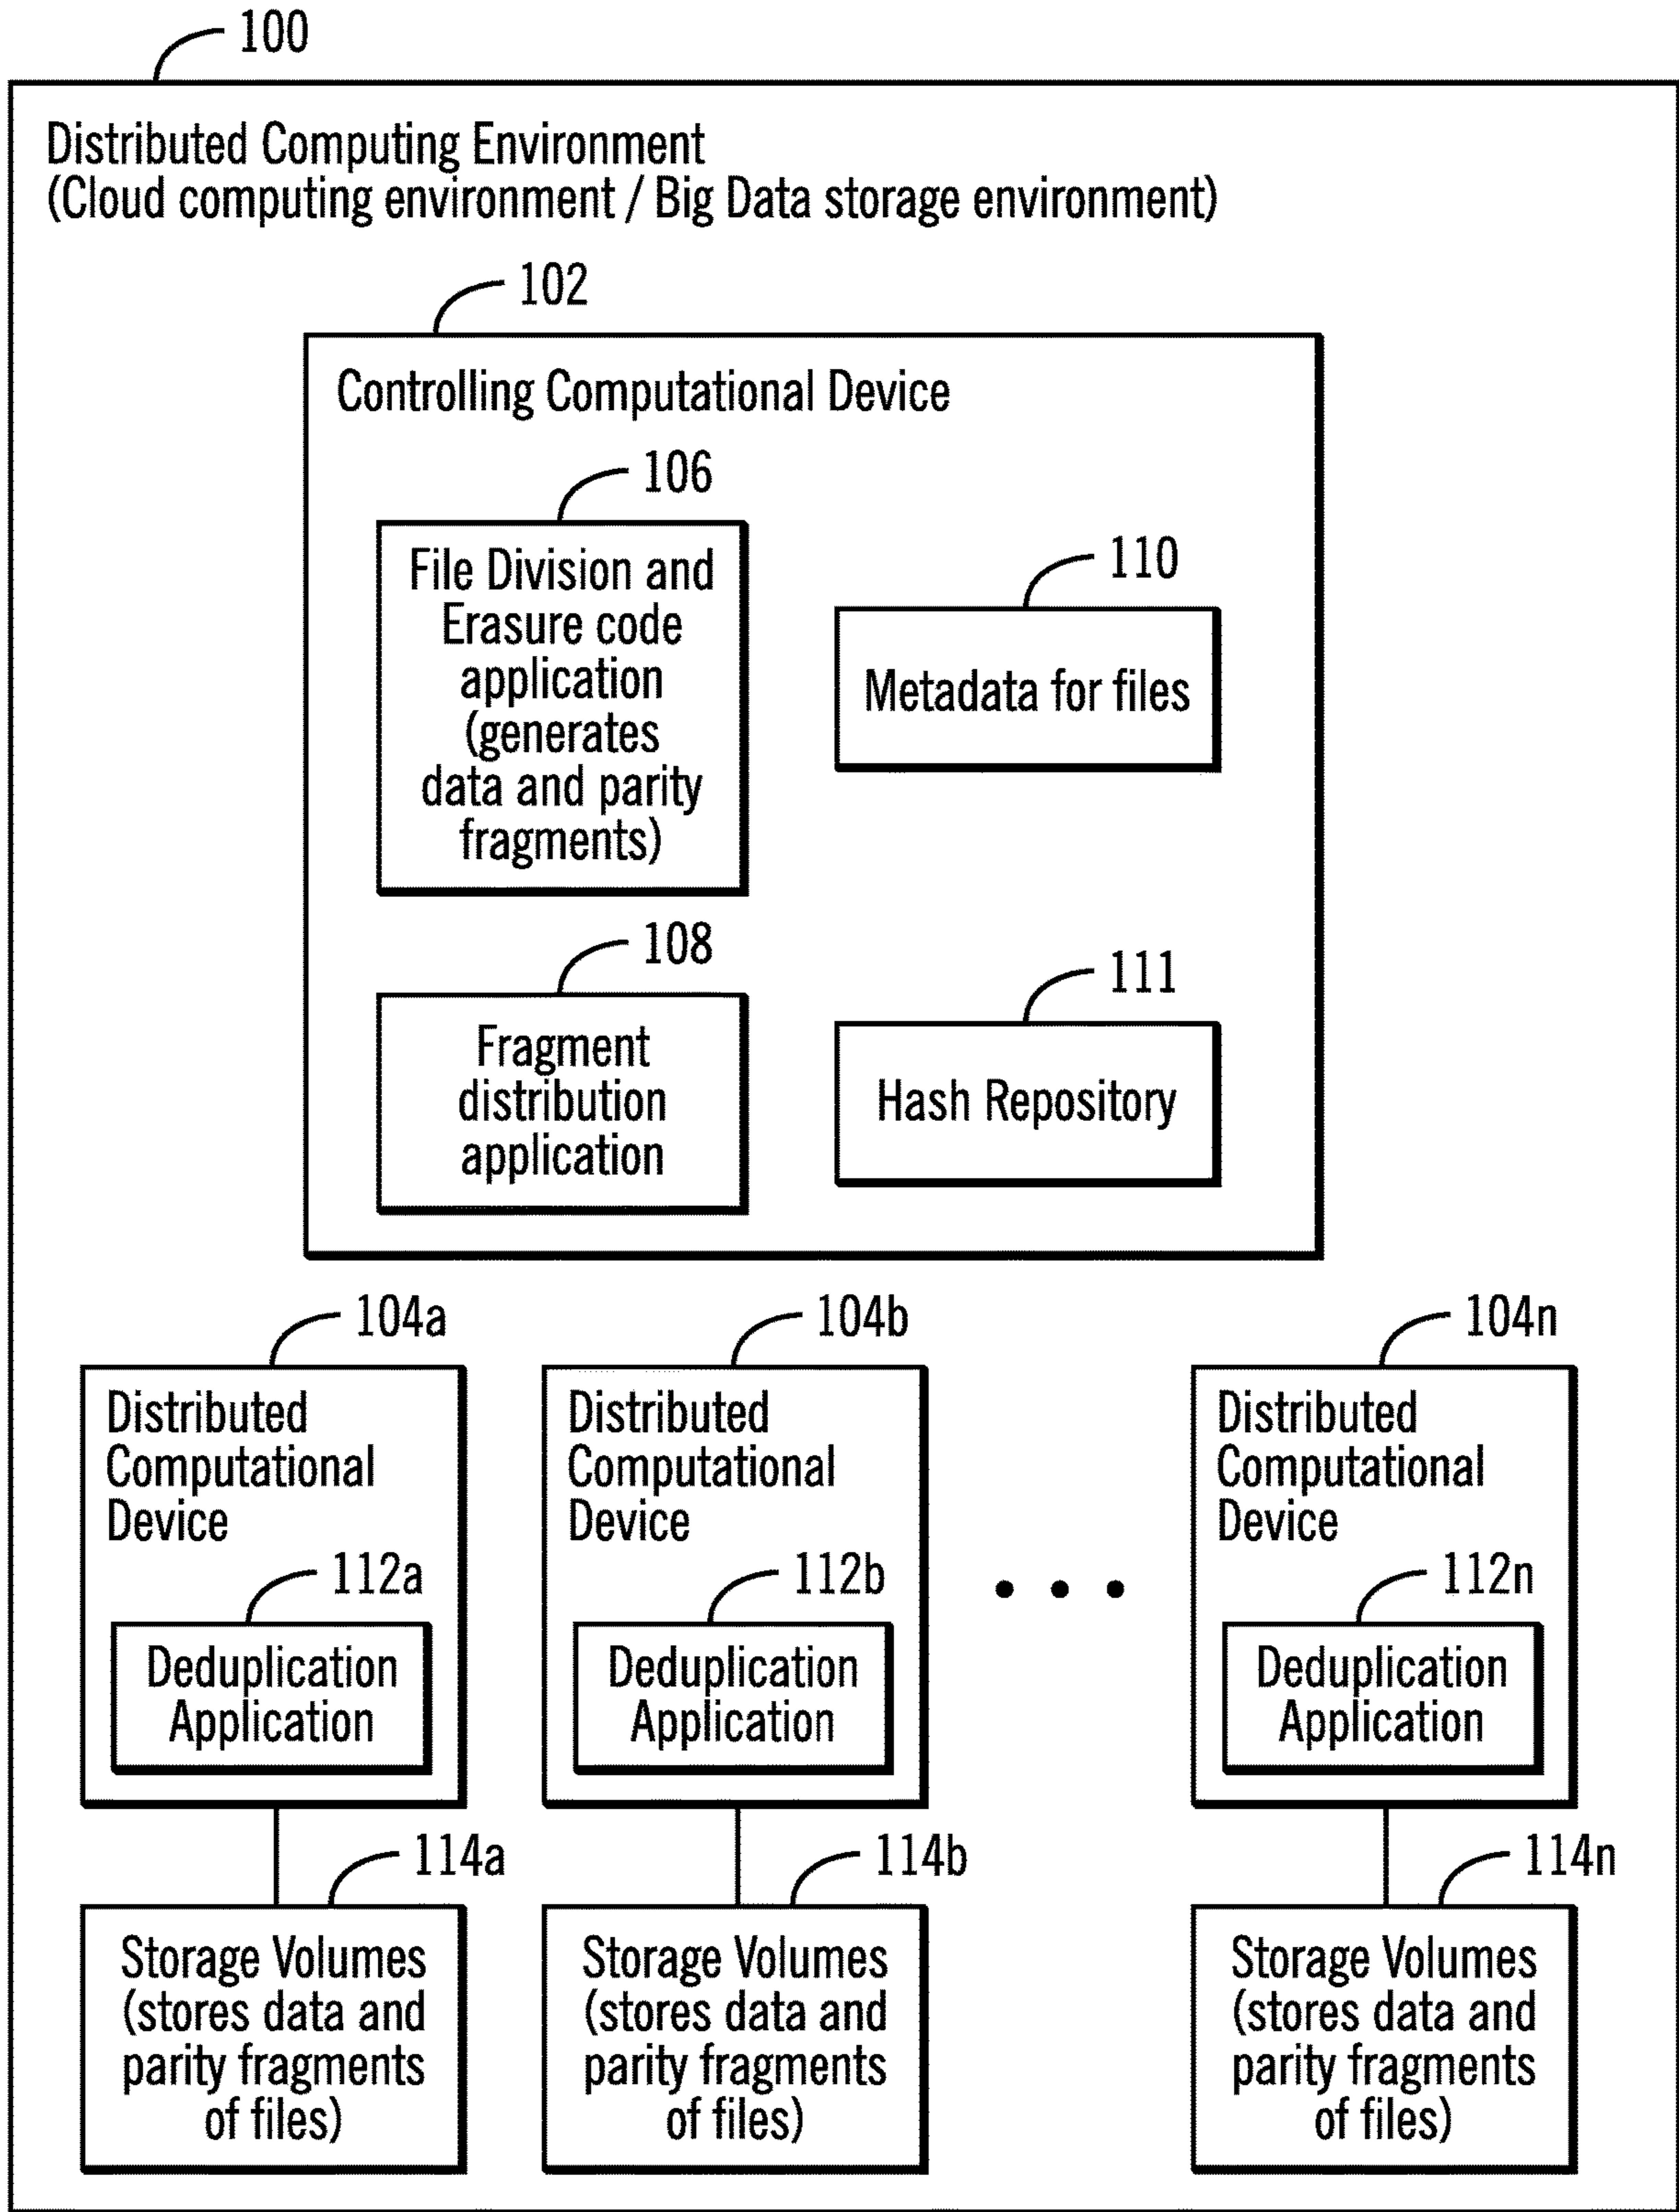 100
Distributed Computing Environment
(Cloud computing environment / Big Data storage environment)
102
Controlling Computational Device
106
File Division and
Erasure code
application
(generates
data and parity
fragments)
110
Metadata for files
108
Fragment
distribution
application
111
Hash Repository
104a
Distributed
Computational
Device
112a
Deduplication
Application
104b
Distributed
Computational
Device
112b
Deduplication
Application
• • •
104n
Distributed
Computational
Device
112n
Deduplication
Application
114a
Storage Volumes
(stores data and
parity fragments
of files)
114b
Storage Volumes
(stores data and
parity fragments
of files)
114n
Storage Volumes
(stores data and
parity fragments
of files)